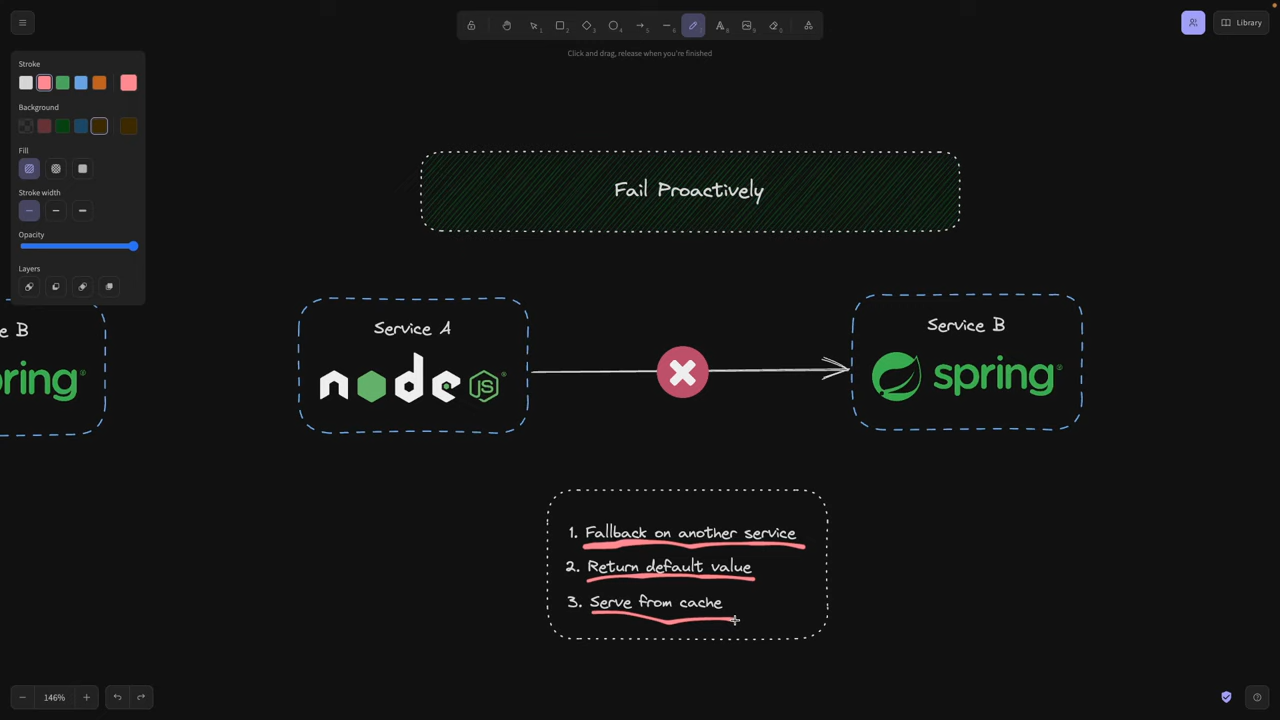 Library
Click and drag, release when you're finished
Stroke
Background
Fill
Stroke width
Opacity
Layers
Fail Proactively
e B
ring
Service A
node
JS
Service B
spring
1. Fallback on another service
2. Return default value
3. Serve from cache
146%